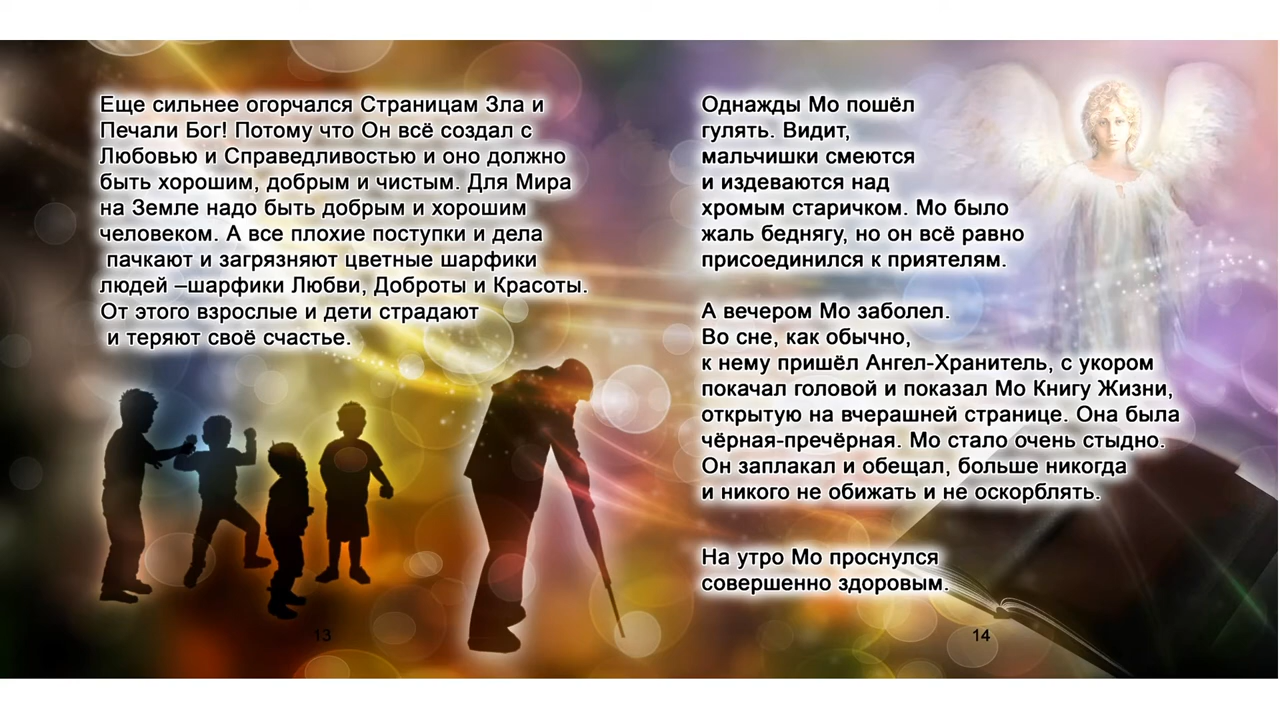 Еще сильнее огорчался Страницам Зла и
Печали Бог! Потому что Он всё создал с
Любовью и Справедливостью и оно должно
быть хорошим, добрым и чистым. Для Мира
на Земле надо быть добрым и хорошим
человеком. А все плохие поступки и дела
пачкают и загрязняют цветные шарфики
людей –шарфики Любви, Доброты и Красоты.
От этого взрослые и дети страдают
и теряют своё счастье.
13
Однажды Мо пошёл
гулять. Видит,
мальчишки смеются
и издеваются над
хромым старичком. Мо было
жаль беднягу, но он всё равно
присоединился к приятелям.
А вечером Мо заболел.
Во сне, как обычно,
к нему пришёл Ангел-Хранитель, с укором
покачал головой и показал Мо Книгу Жизни,
открытую на вчерашней странице. Она была
чёрная-пречёрная. Мо стало очень стыдно.
Он заплакал и обещал, больше никогда
и никого не обижать и не оскорблять.
На утро Мо проснулся
совершенно здоровым.
14